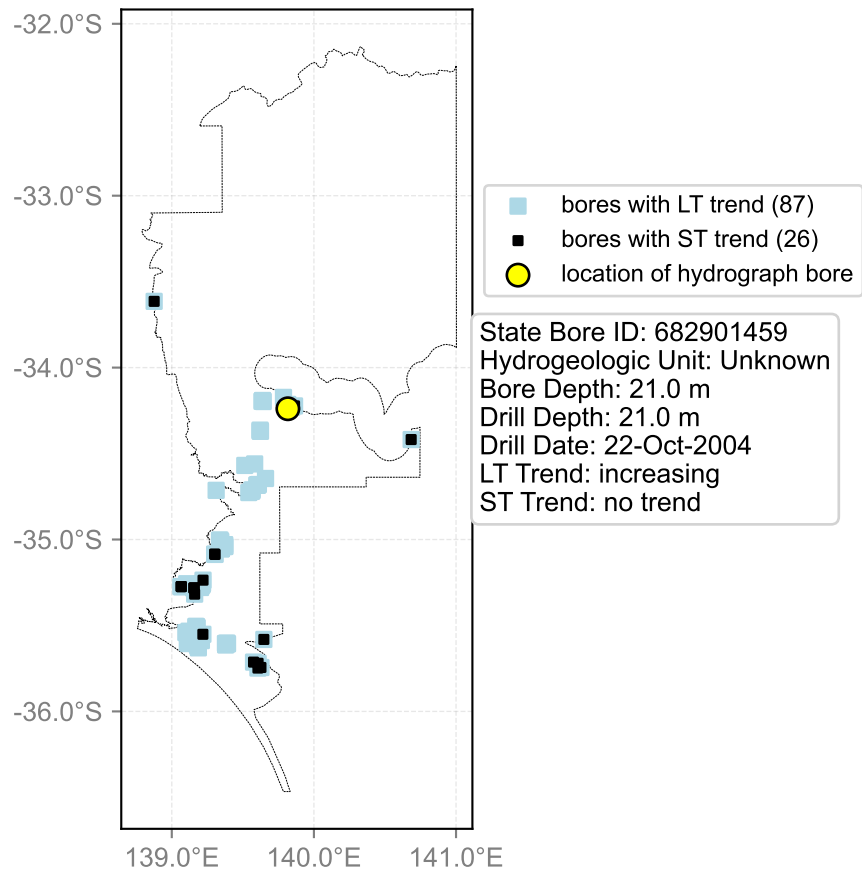 -32.0°S
-33.0°S
-34.0°S
-35.0°S
-36.0°S
139.0°E
140.0°E
141.0°E
bores with LT trend (87)
bores with ST trend (26)
location of hydrograph bore
State Bore ID: 682901459
Hydrogeologic Unit: Unknown
Bore Depth: 21.0 m
Drill Depth: 21.0 m
Drill Date: 22-Oct-2004
LT Trend: increasing
ST Trend: no trend